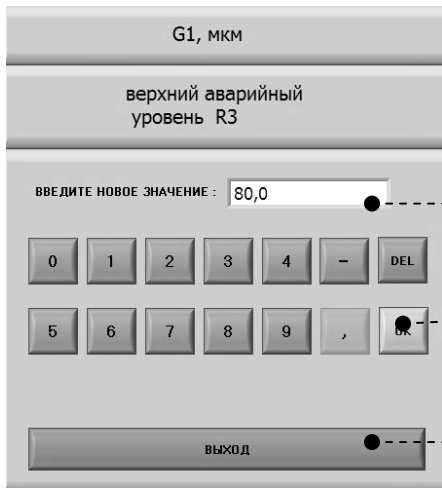 G1, мкм
верхний аварийный
уровень R3
ВВЕДИТЕ НОВОЕ ЗНАЧЕНИЕ : 80,0
0 1 2 3 4 - DEL
5 6 7 8 9 , OK
ВЫХОД